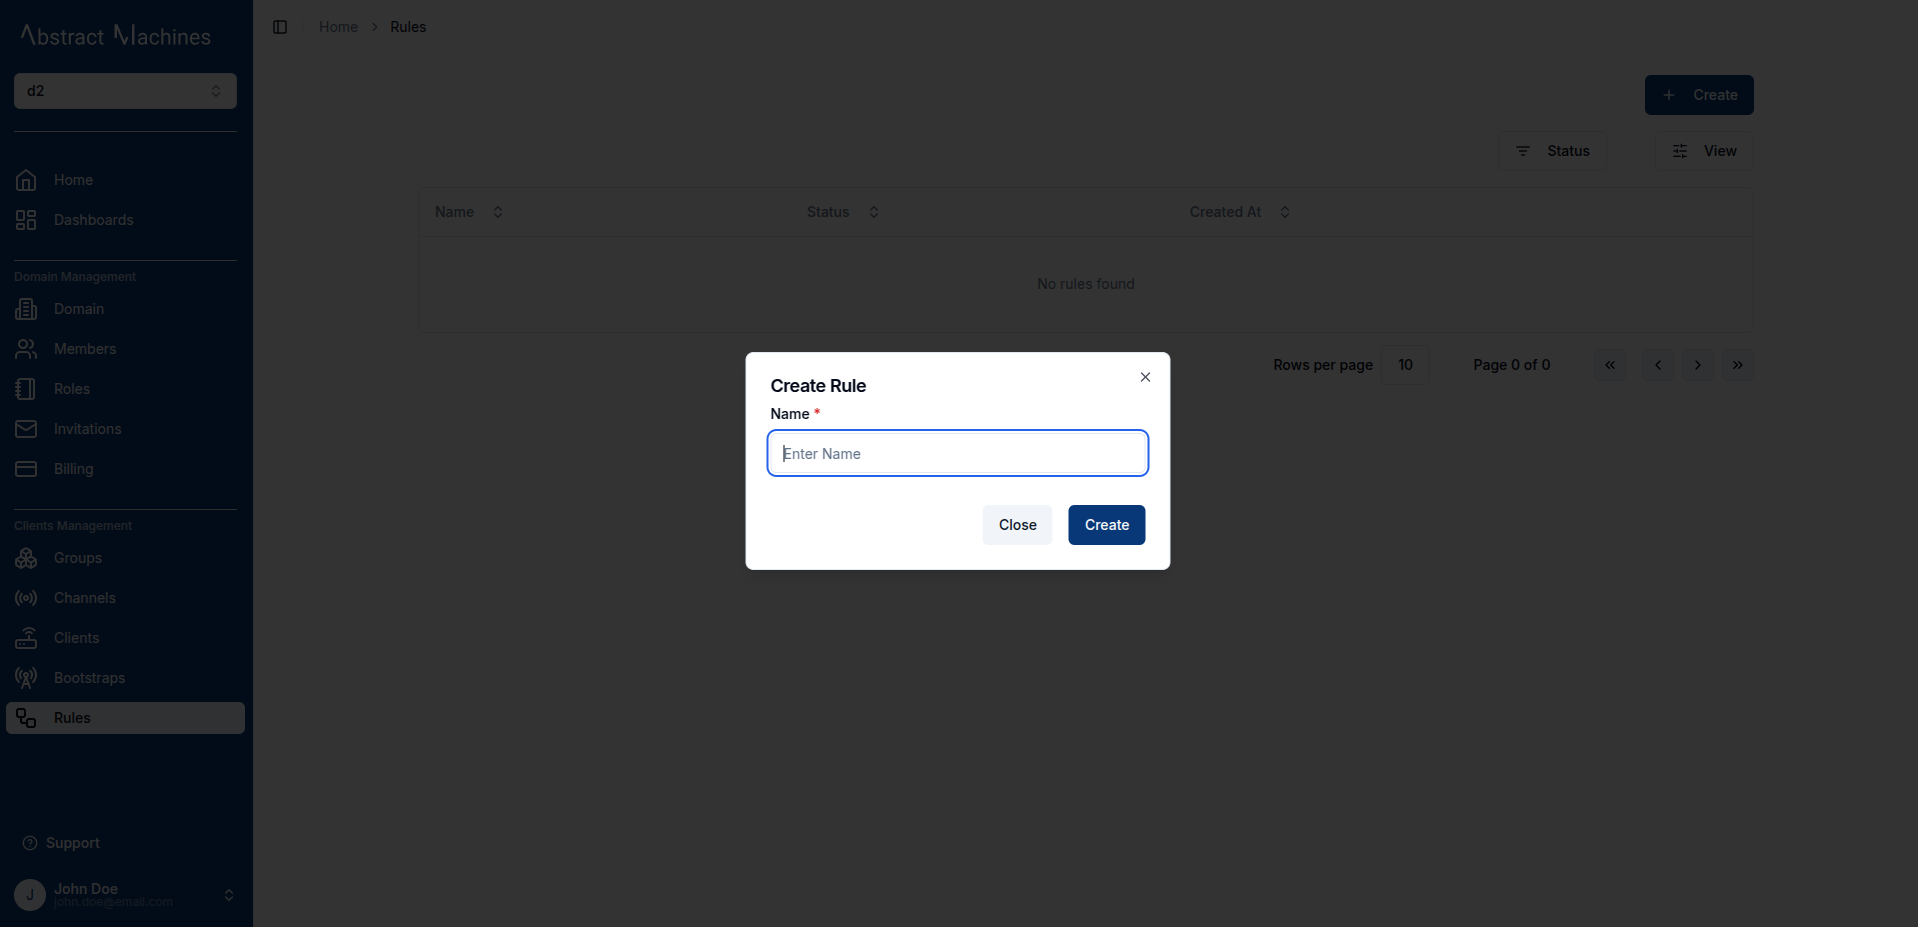 Abstract Machines
d2
Home
Dashboards
Domain Management
Domain
Members
Roles
Invitations
Billing
Clients Management
Groups
Channels
Clients
Bootstraps
Rules
Support
J
John Doe
john.doe@email.com
Home > Rules
+ Create
Status
View
Name
Status
Created At
No rules found
Rows per page 10
Page 0 of 0
Create Rule
Name *
Enter Name
Close
Create